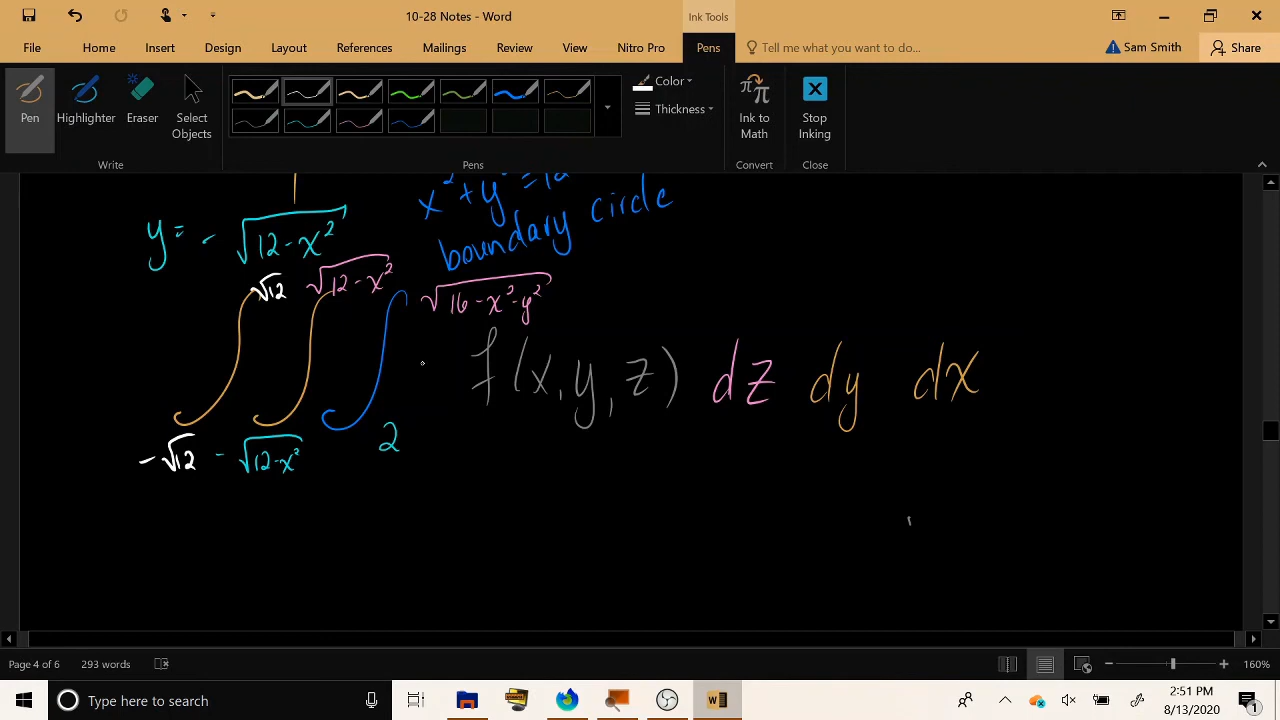 10-28 Notes - Word
Ink Tools
File Home Insert Design Layout References Mailings Review View Nitro Pro Pens Tell me what you want to do... Sam Smith Share
Pen Highlighter Eraser Select Objects
Color
Thickness
Ink to Math
Stop Inking
Write Pens Convert Close
x² + y² = 12
boundary circle
y = - √(12 - x²)
√12 √(12 - x²) √(16 - x² - y²)
∫ ∫ ∫ f(x, y, z) dz dy dx
-√12 -√(12 - x²) 2
Page 4 of 6 293 words 160%
Type here to search
2:51 PM
8/13/2020
1